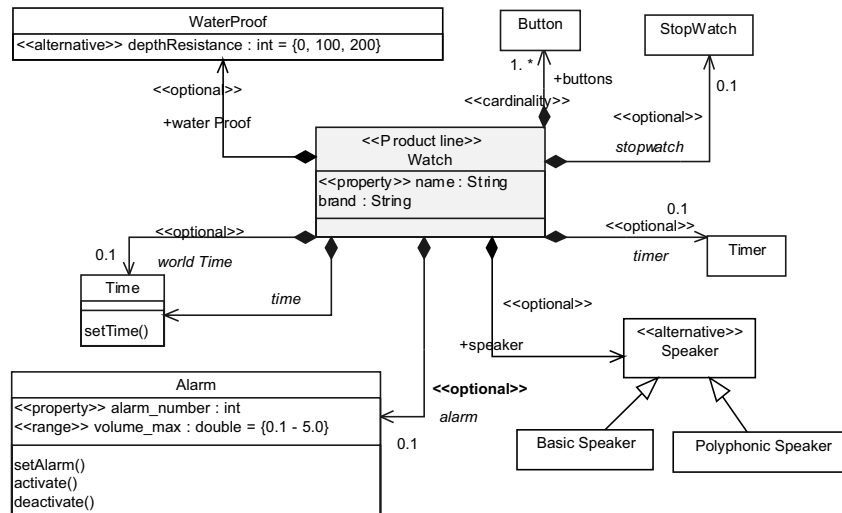 WaterProof
<<alternative>> depthResistance : int = {0, 100, 200}
Button
StopWatch
1. *
+buttons
0.1
<<optional>>
<<cardinality>>
<<optional>>
+water Proof
stopwatch
<<Product line>>
Watch
<<property>> name : String
brand : String
<<optional>>
0.1
world Time
0.1
<<optional>>
timer
Timer
Time
setTime()
time
<<optional>>
+speaker
<<alternative>>
Speaker
Alarm
<<property>> alarm_number : int
<<range>> volume_max : double = {0.1 - 5.0}
setAlarm()
activate()
deactivate()
<<optional>>
alarm
0.1
Basic Speaker
Polyphonic Speaker